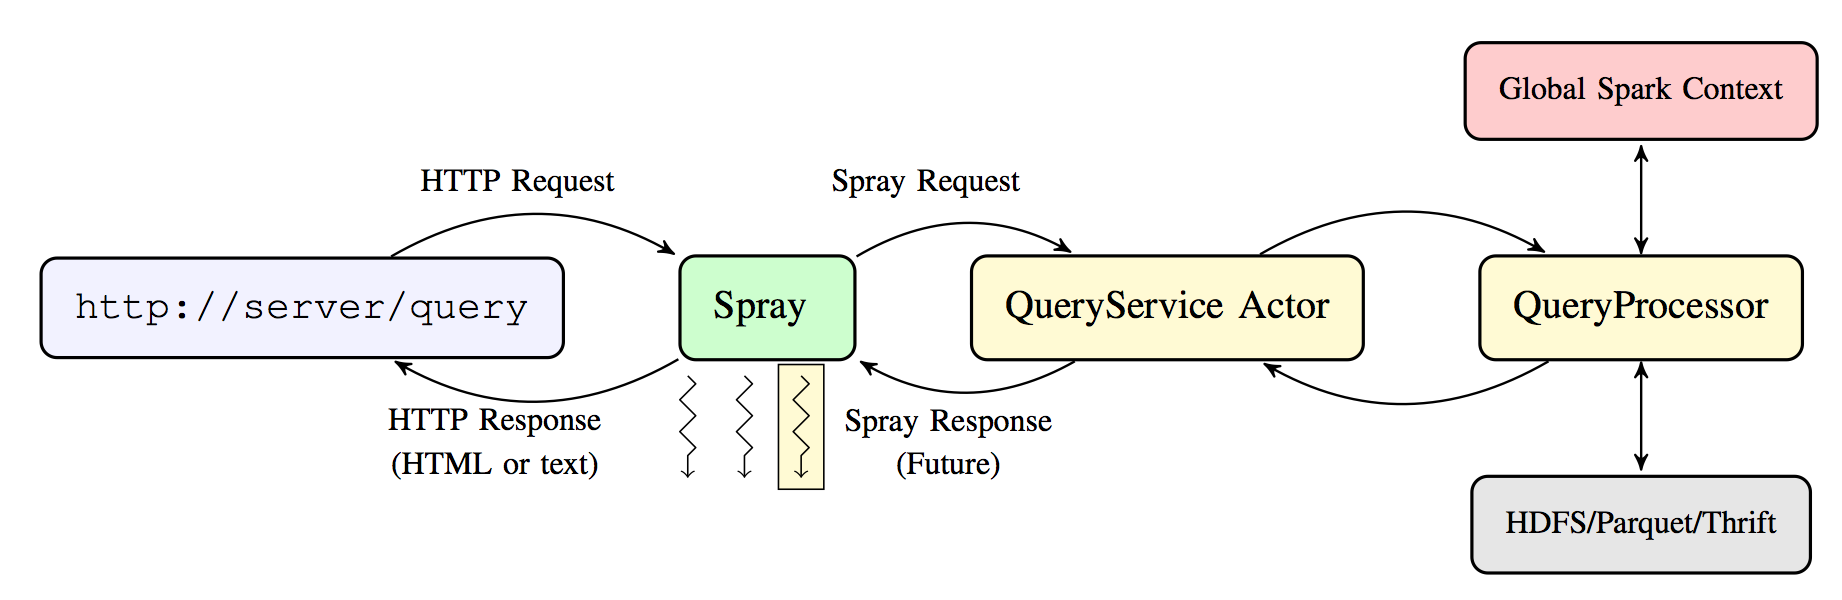 Global Spark Context
HTTP Request
Spray Request
http://server/query
Spray
QueryService Actor
QueryProcessor
HTTP Response
(HTML or text)
Spray Response
(Future)
HDFS/Parquet/Thrift